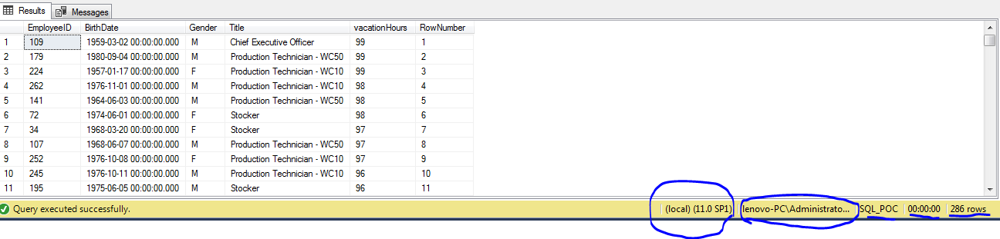 Results Messages
EmployeeID BirthDate Gender Title vacationHours RowNumber
1 109 1959-03-02 00:00:00.000 M Chief Executive Officer 99 1
2 179 1980-09-04 00:00:00.000 M Production Technician - WC50 99 2
3 224 1957-01-17 00:00:00.000 F Production Technician - WC10 99 3
4 262 1976-11-01 00:00:00.000 M Production Technician - WC10 98 4
5 141 1964-06-03 00:00:00.000 M Production Technician - WC50 98 5
6 72 1974-06-01 00:00:00.000 F Stocker 98 6
7 34 1968-03-20 00:00:00.000 F Stocker 97 7
8 107 1968-06-07 00:00:00.000 M Production Technician - WC50 97 8
9 252 1976-10-08 00:00:00.000 F Production Technician - WC10 97 9
10 245 1976-10-11 00:00:00.000 M Production Technician - WC10 96 10
11 195 1975-06-05 00:00:00.000 M Stocker 96 11
Query executed successfully. (local) (11.0 SP1) lenovo-PC\Administrato... SQL_POC 00:00:00 286 rows